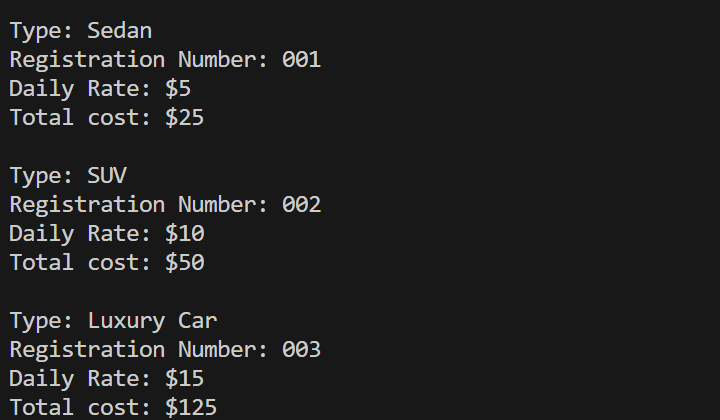 Type: Sedan
Registration Number: 001
Daily Rate: $5
Total cost: $25
Type: SUV
Registration Number: 002
Daily Rate: $10
Total cost: $50
Type: Luxury Car
Registration Number: 003
Daily Rate: $15
Total cost: $125